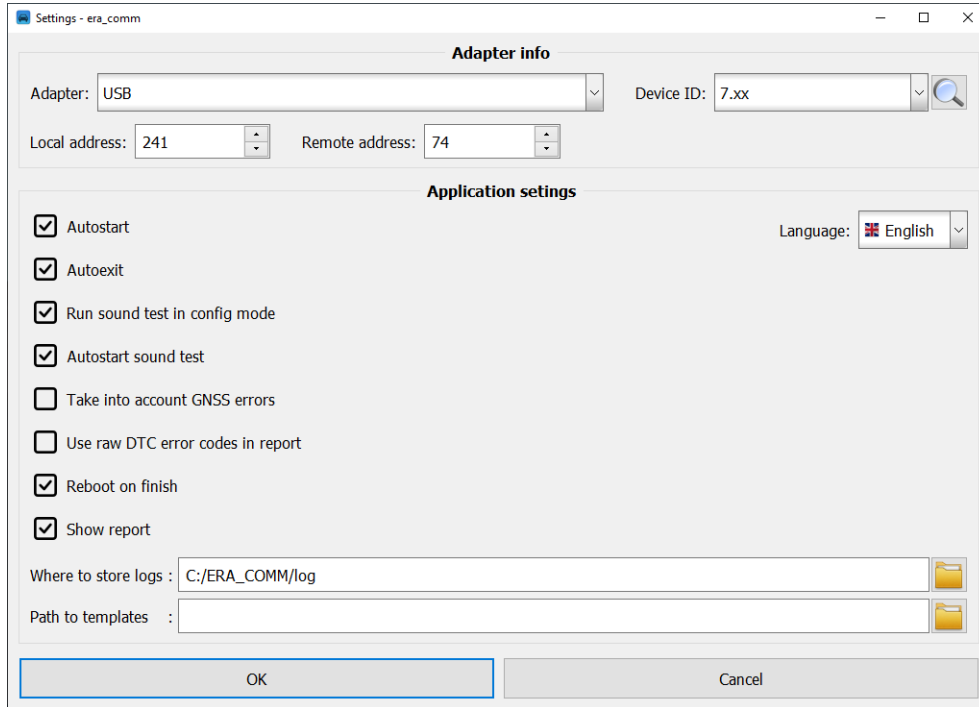 Settings - era_comm
Adapter info
Adapter: USB Device ID: 7.xx
Local address: 241 Remote address: 74
Application setings
Autostart Language: English
Autoexit
Run sound test in config mode
Autostart sound test
Take into account GNSS errors
Use raw DTC error codes in report
Reboot on finish
Show report
Where to store logs : C:/ERA_COMM/log
Path to templates :
OK Cancel